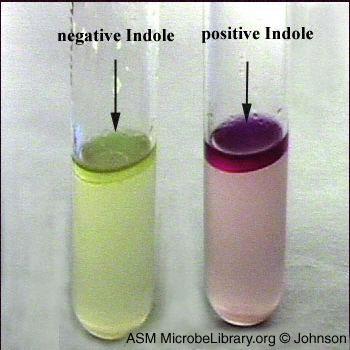 negative Indole
positive Indole
ASM MicrobeLibrary.org © Johnson